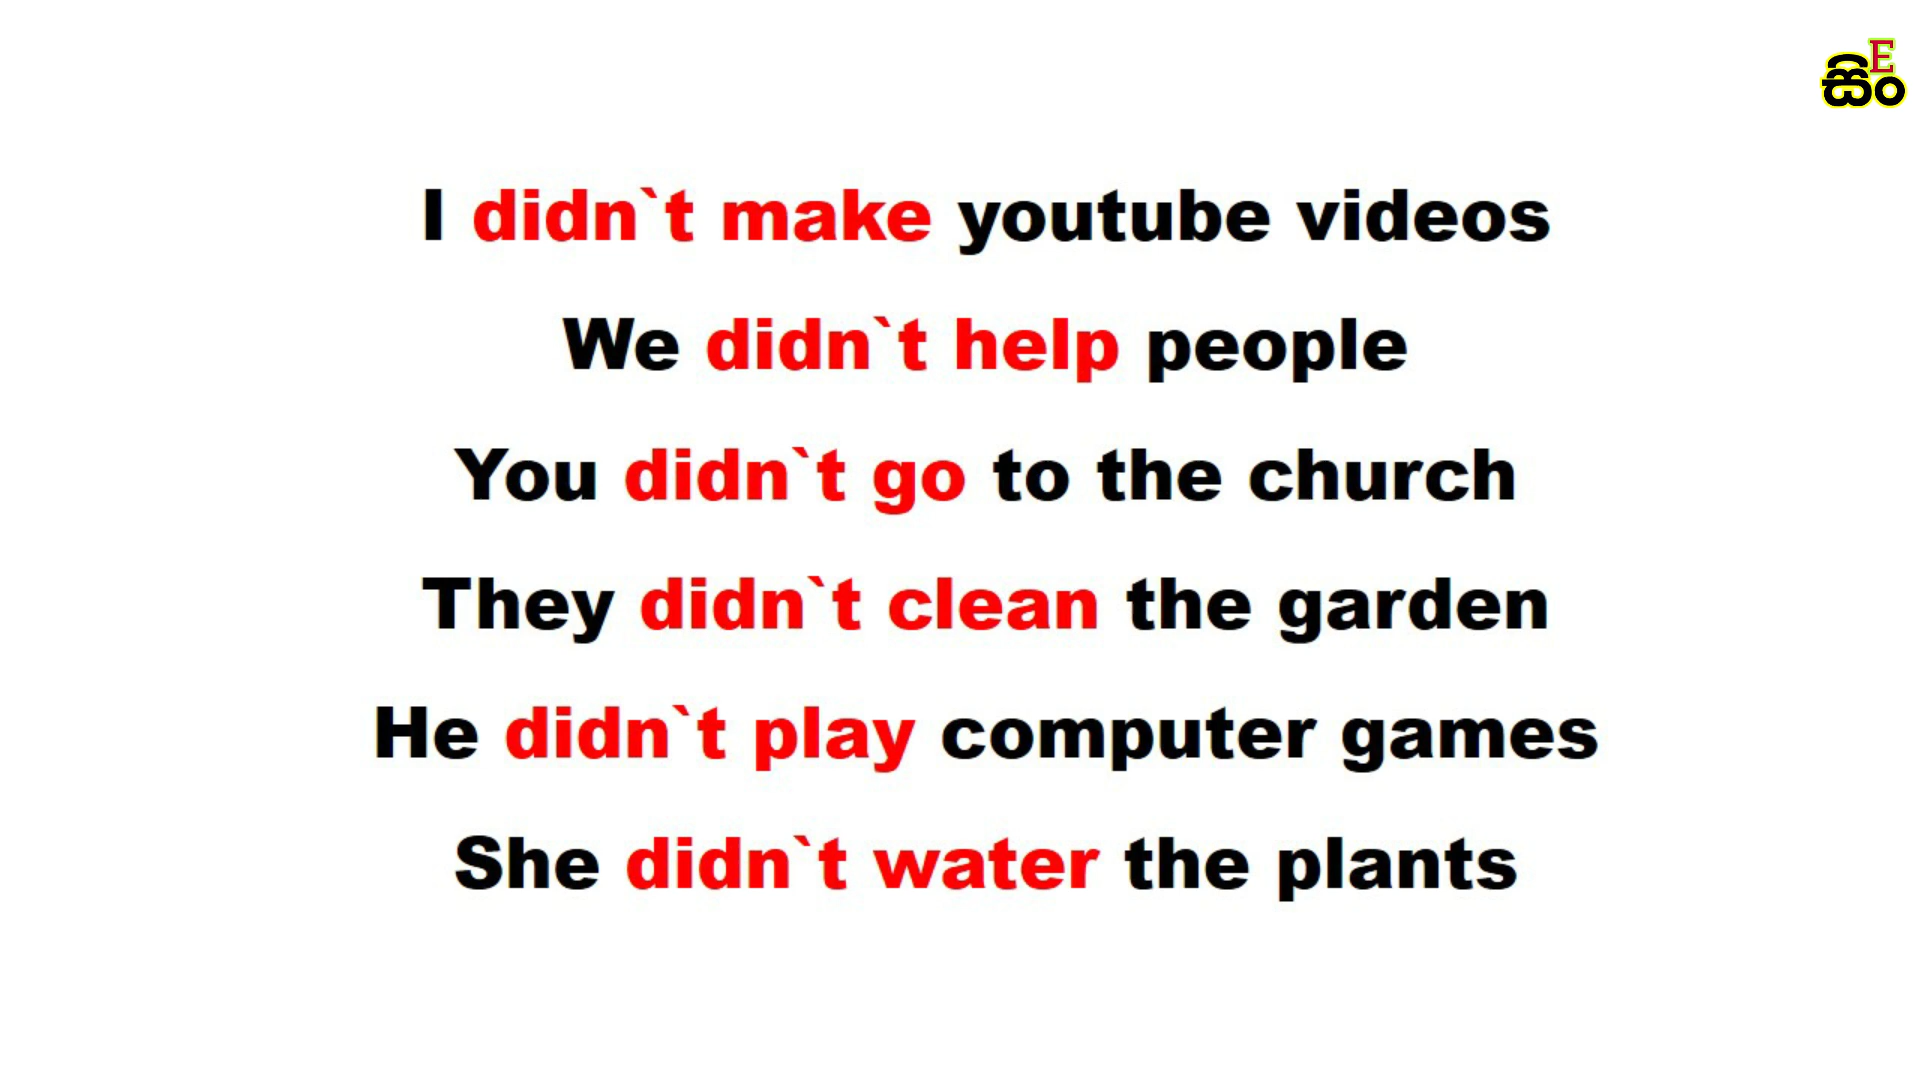 සිංE
I didn`t make youtube videos
We didn`t help people
You didn`t go to the church
They didn`t clean the garden
He didn`t play computer games
She didn`t water the plants